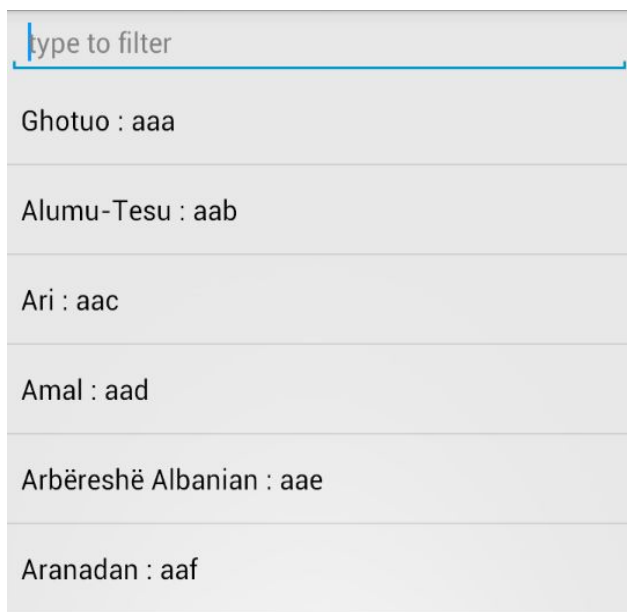 type to filter
Ghotuo : aaa
Alumu-Tesu : aab
Ari : aac
Amal : aad
Arbëreshë Albanian : aae
Aranadan : aaf